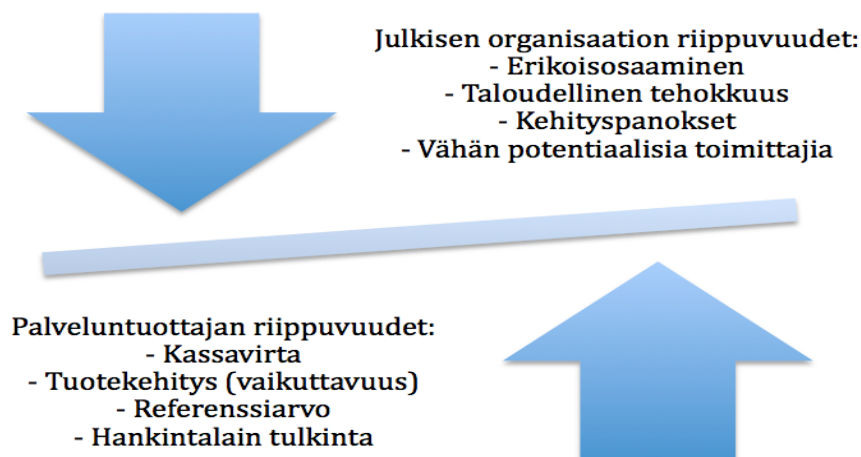 Julkisen organisaation riippuvuudet:
- Erikoisosaaminen
- Taloudellinen tehokkuus
- Kehityspanokset
- Vähän potentiaalisia toimittajia
Palveluntuottajan riippuvuudet:
- Kassavirta
- Tuotekehitys (vaikuttavuus)
- Referenssiarvo
- Hankintalain tulkinta